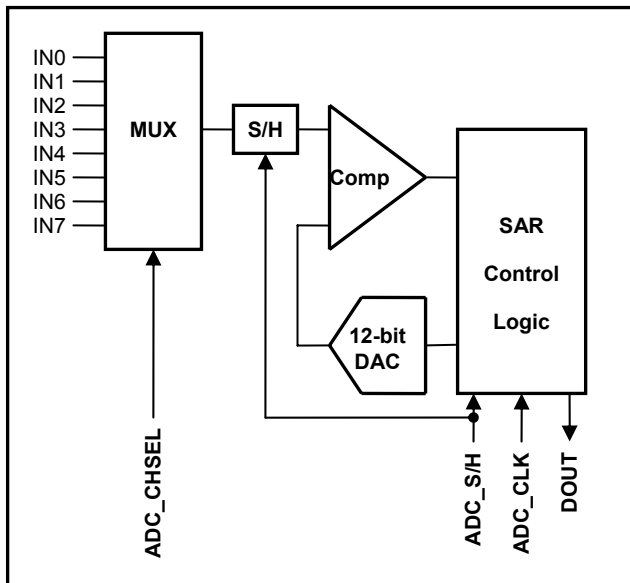 IN0
IN1
IN2
IN3
IN4
IN5
IN6
IN7
MUX
S/H
Comp
SAR
Control
Logic
12-bit
DAC
ADC_CHSEL
ADC_S/H
ADC_CLK
DOUT